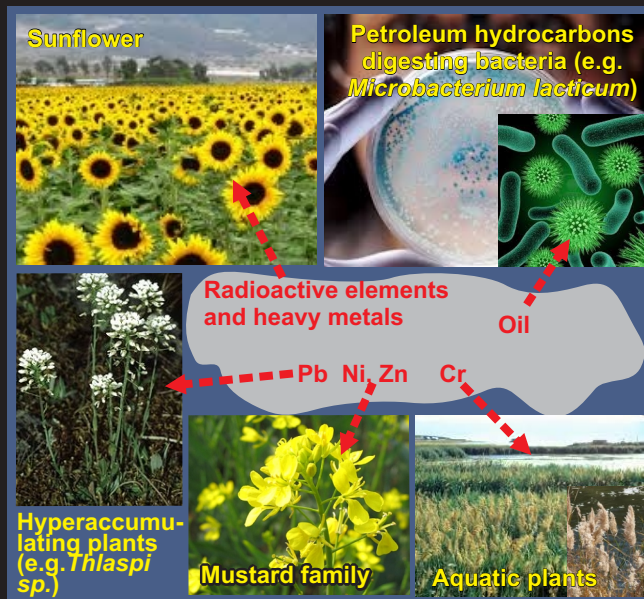 Sunflower
Petroleum hydrocarbons
digesting bacteria (e.g.
Microbacterium lacticum)
Radioactive elements
and heavy metals
Oil
Pb Ni Zn Cr
Hyperaccumu-
lating plants
(e.g.Thlaspi
sp.)
Mustard family
Aquatic plants